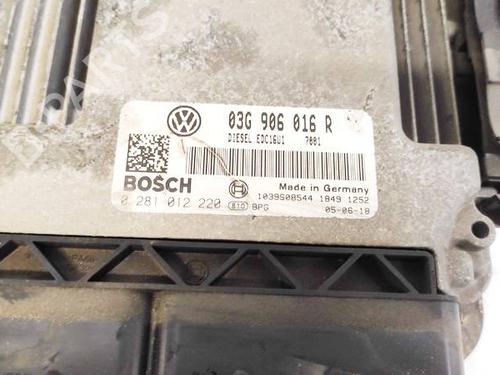 03G 906 016 R
DIESEL EDC16U1 7001
BOSCH
Made in Germany
0 281 012 220
1039S08544 1849 1252
810 BPG
05-06-18